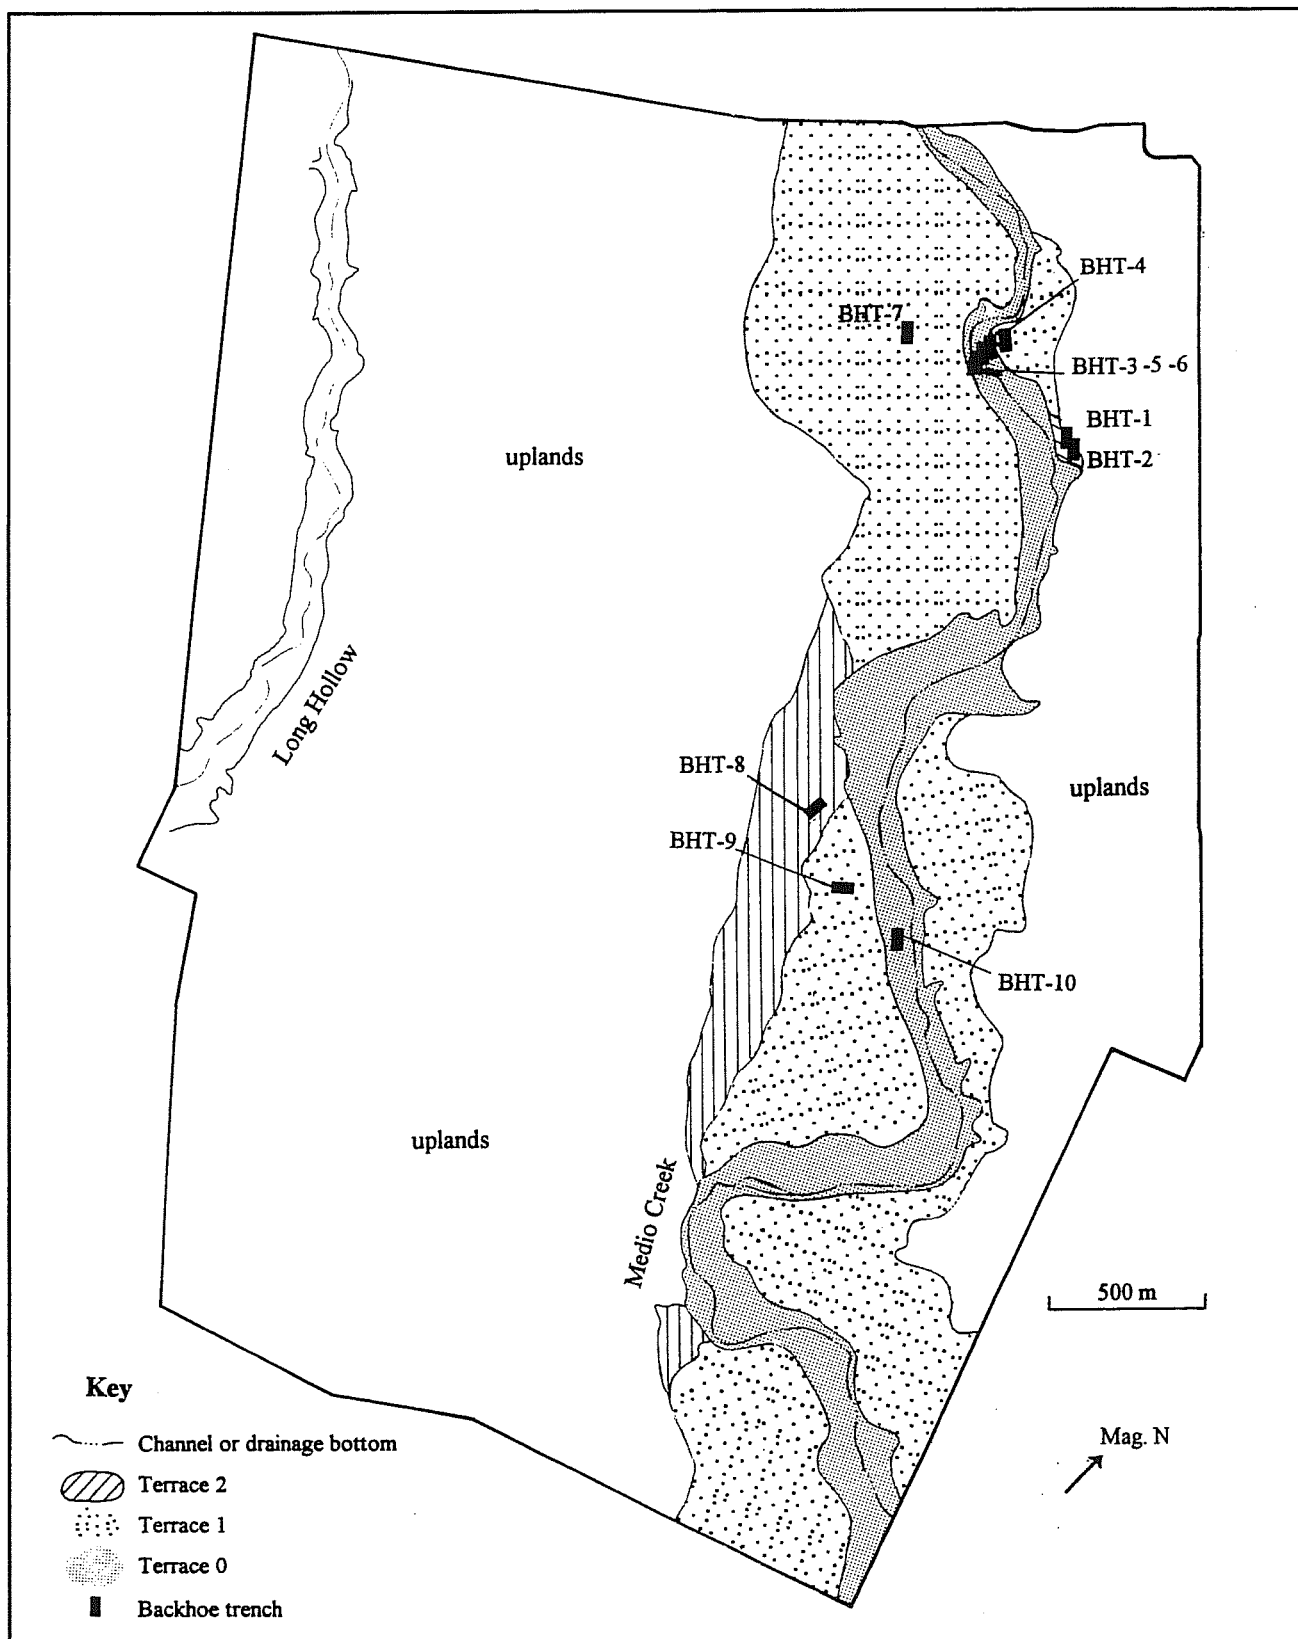 BHT-4
BHT-7
BHT-3 -5 -6
BHT-1
BHT-2
uplands
Long Hollow
BHT-8
uplands
BHT-9
BHT-10
uplands
Medio Creek
500 m
Key
Channel or drainage bottom
Terrace 2
Terrace 1
Terrace 0
Backhoe trench
Mag. N